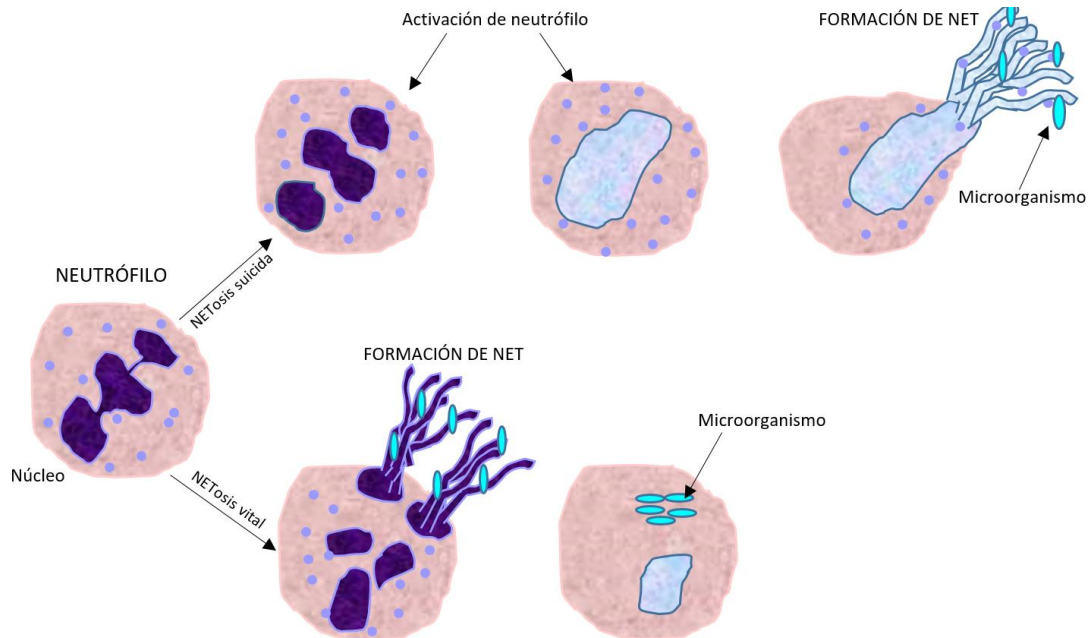 Activación de neutrófilo
FORMACIÓN DE NET
Microorganismo
NEUTRÓFILO
NETosis suicida
FORMACIÓN DE NET
Microorganismo
Núcleo
NETosis vital